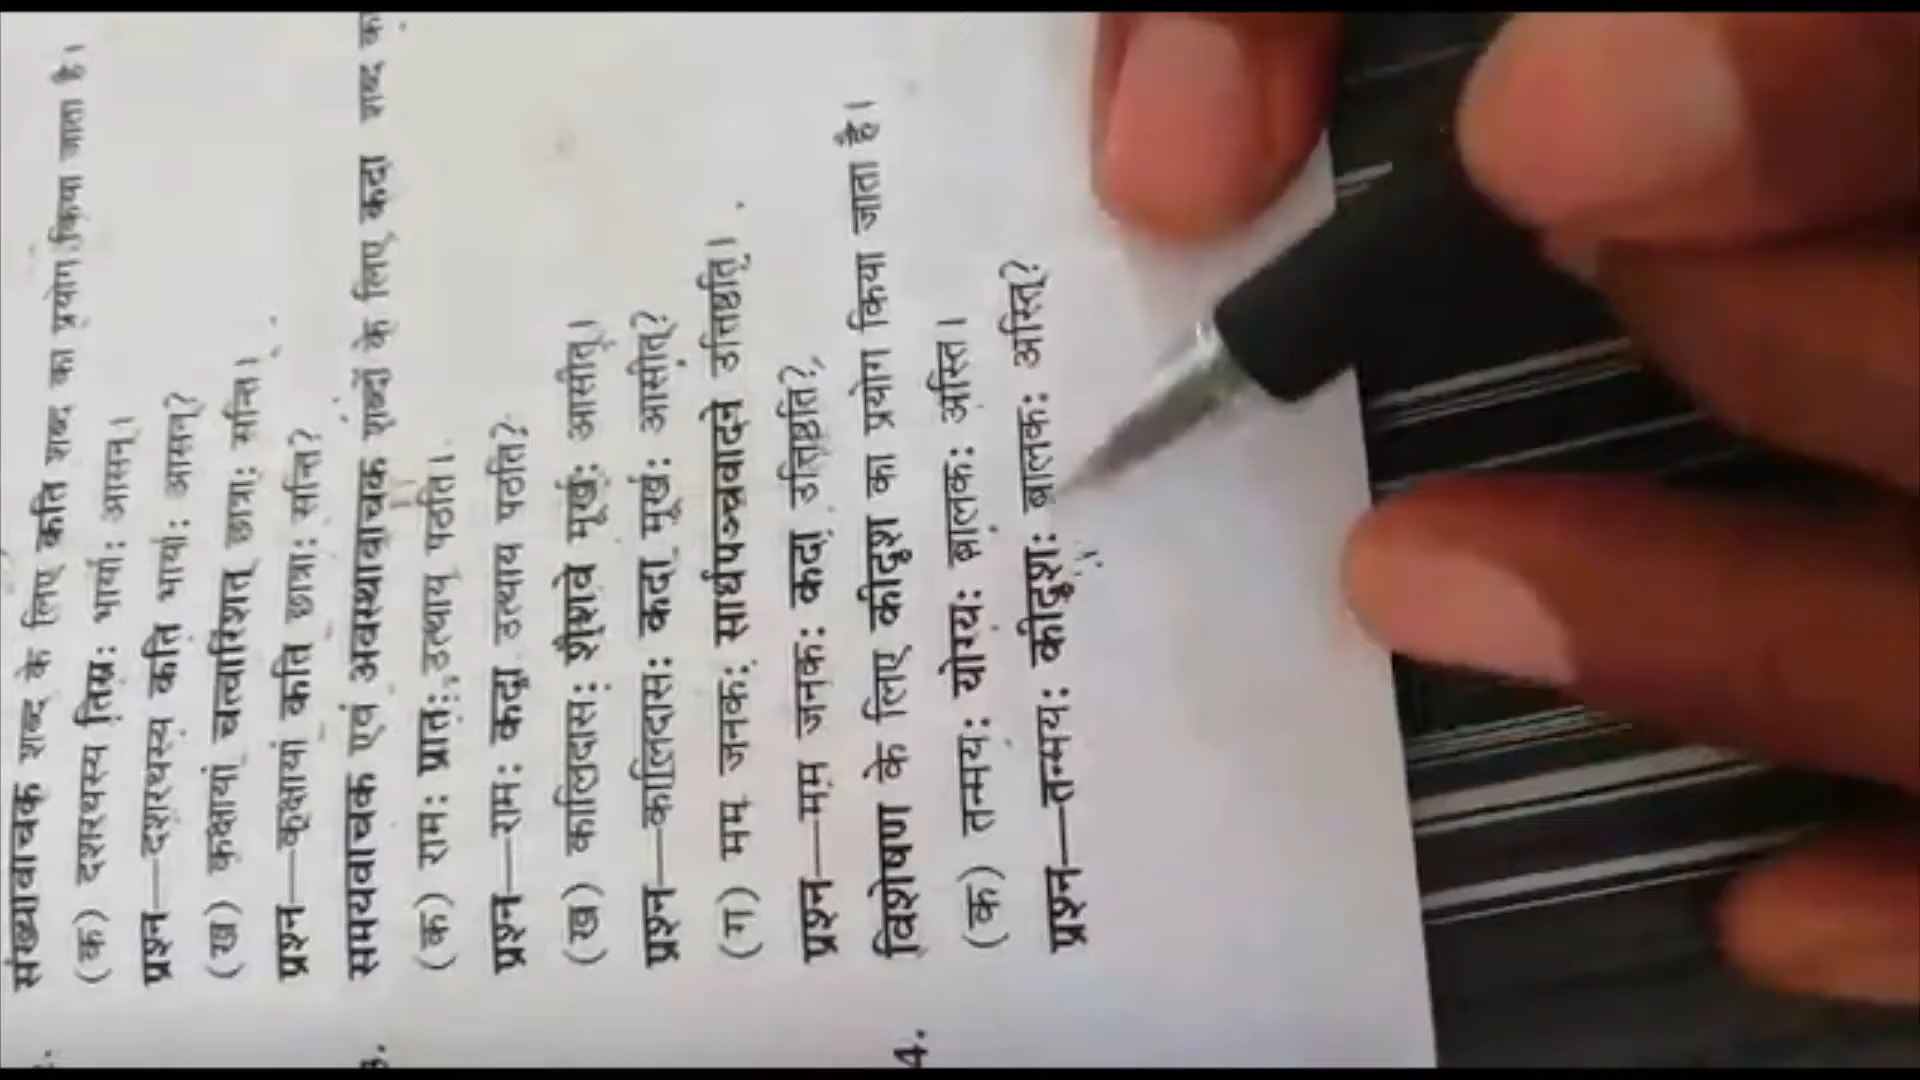 संख्यावाचक शब्द के लिए कति शब्द का प्रयोग किया जाता है।
(क) दशरथस्य तिस्रः भार्याः आसन्।
प्रश्न—दशरथस्य कति भार्याः आसन्?
(ख) कक्षायां चत्वारिंशत् छात्राः सन्ति।
प्रश्न—कक्षायां कति छात्राः सन्ति?
3. समयवाचक एवं अवस्थावाचक शब्दों के लिए कदा शब्द
(क) रामः प्रातः उत्थाय पठति।
प्रश्न—रामः कदा उत्थाय पठति?
(ख) कालिदासः शैशवे मूर्खः आसीत्।
प्रश्न—कालिदासः कदा मूर्खः आसीत्?
(ग) मम जनकः सार्धपञ्चवादने उत्तिष्ठति।
प्रश्न—मम जनकः कदा उत्तिष्ठति?
4. विशेषण के लिए कीदृश का प्रयोग किया जाता है।
(क) तन्मयः योग्यः बालकः अस्ति।
प्रश्न—तन्मयः कीदृशः बालकः अस्ति?